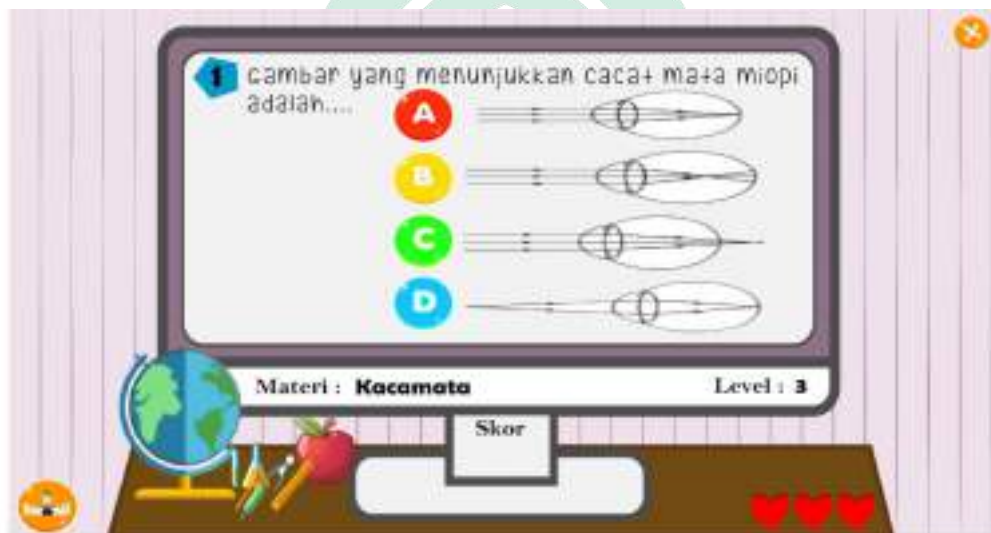 1 Gambar yang menunjukkan cacat mata miopi
adalah....
A
B
C
D
Materi : Kacamata
Level : 3
Skor